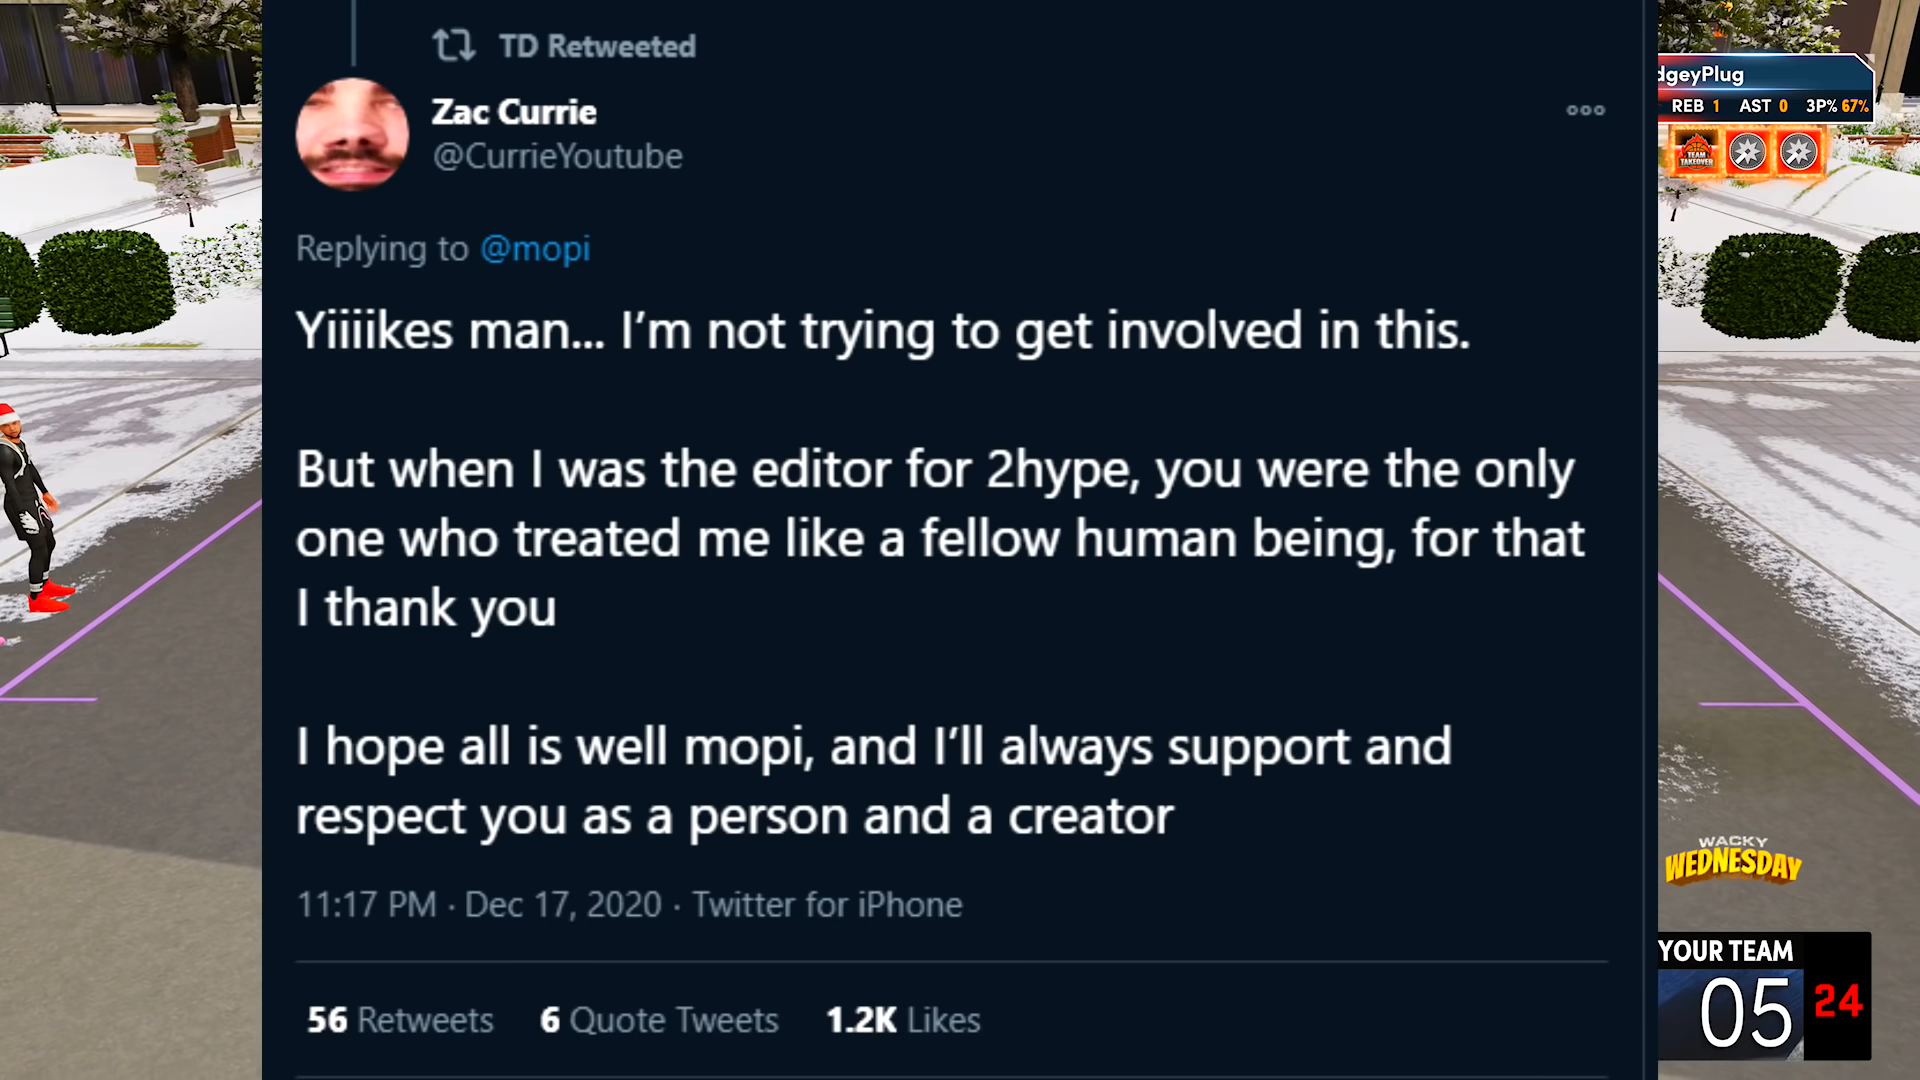 TD Retweeted
Zac Currie
@CurrieYoutube
Replying to @mopi
Yiiiikes man... I'm not trying to get involved in this.
But when I was the editor for 2hype, you were the only
one who treated me like a fellow human being, for that
I thank you
I hope all is well mopi, and I'll always support and
respect you as a person and a creator
11:17 PM · Dec 17, 2020 · Twitter for iPhone
56 Retweets 6 Quote Tweets 1.2K Likes
dgeyPlug
REB 1 AST 0 3P% 67%
TEAM
TAKEOVER
WACKY
WEDNESDAY
YOUR TEAM
05 24